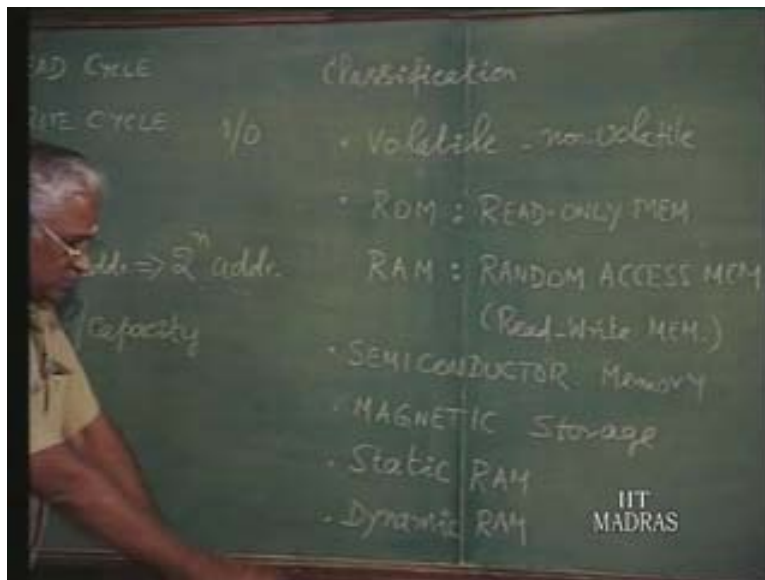 EAD CYCLE
ITE CYCLE I/O
addr. ⇒ 2^n addr.
Capacity
Classification
· Volatile - non-volatile
· ROM : READ-ONLY MEM
RAM : RANDOM ACCESS MEM
(Read-Write MEM.)
· SEMICONDUCTOR Memory
· MAGNETIC Storage
· Static RAM
· Dynamic RAM
IIT
MADRAS